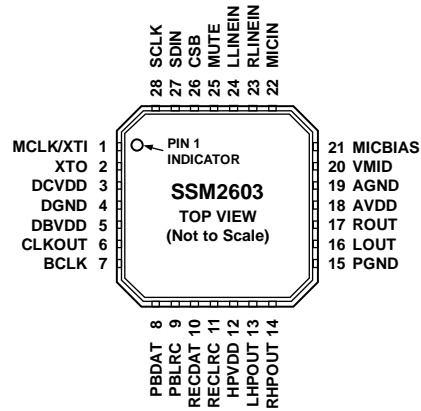 28 SCLK
27 SDIN
26 CSB
25 MUTE
24 LLINEIN
23 RLINEIN
22 MICIN
MCLK/XTI 1
XTO 2
DCVDD 3
DGND 4
DBVDD 5
CLKOUT 6
BCLK 7
PIN 1
INDICATOR
SSM2603
TOP VIEW
(Not to Scale)
21 MICBIAS
20 VMID
19 AGND
18 AVDD
17 ROUT
16 LOUT
15 PGND
PBDAT 8
PBLRC 9
RECDAT 10
RECLRC 11
HPVDD 12
LHPOUT 13
RHPOUT 14